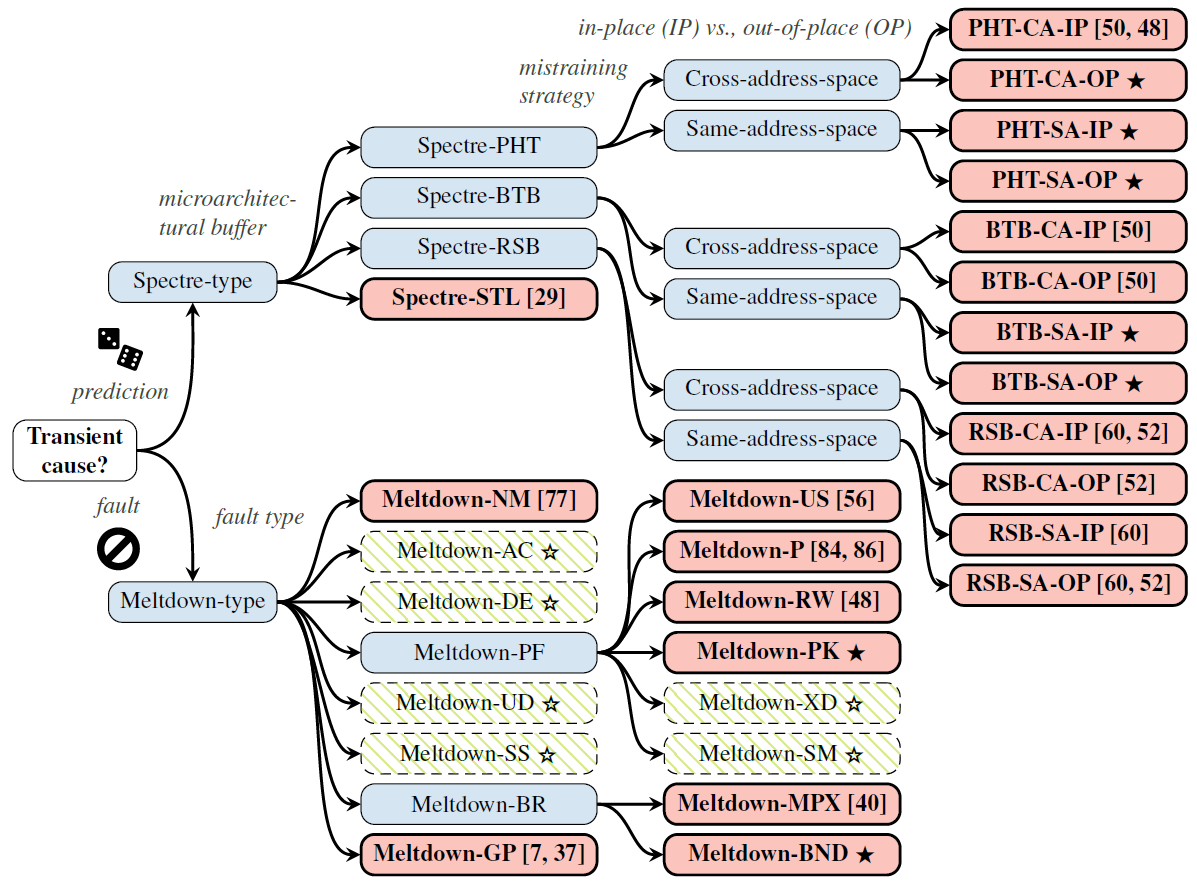 in-place (IP) vs., out-of-place (OP)
mistraining
strategy
microarchitec-
tural buffer
prediction
Transient
cause?
fault
fault type
Spectre-type
Meltdown-type
Spectre-PHT
Spectre-BTB
Spectre-RSB
Spectre-STL [29]
Cross-address-space
Same-address-space
Cross-address-space
Same-address-space
Cross-address-space
Same-address-space
PHT-CA-IP [50, 48]
PHT-CA-OP ★
PHT-SA-IP ★
PHT-SA-OP ★
BTB-CA-IP [50]
BTB-CA-OP [50]
BTB-SA-IP ★
BTB-SA-OP ★
RSB-CA-IP [60, 52]
RSB-CA-OP [52]
RSB-SA-IP [60]
RSB-SA-OP [60, 52]
Meltdown-NM [77]
Meltdown-AC ☆
Meltdown-DE ☆
Meltdown-PF
Meltdown-UD ☆
Meltdown-SS ☆
Meltdown-BR
Meltdown-GP [7, 37]
Meltdown-US [56]
Meltdown-P [84, 86]
Meltdown-RW [48]
Meltdown-PK ★
Meltdown-XD ☆
Meltdown-SM ☆
Meltdown-MPX [40]
Meltdown-BND ★